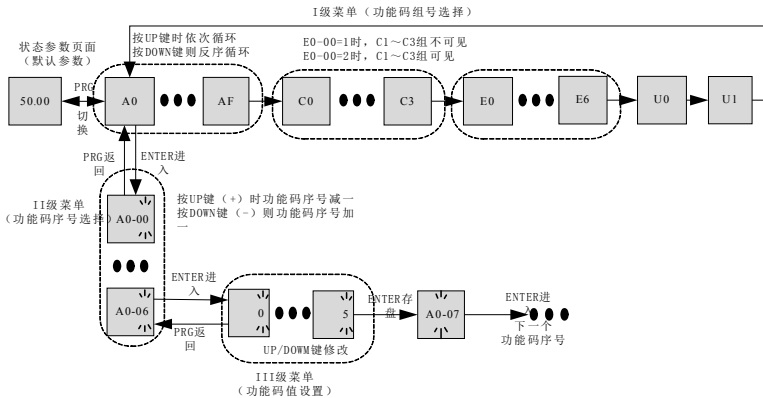 I级菜单（功能码组号选择）
状态参数页面
（默认参数）
按UP键时依次循环
按DOWN键则反序循环
E0-00=1时，C1～C3组不可见
E0-00=2时，C1～C3组可见
50.00
PRG
切
换
A0
AF
C0
C3
E0
E6
U0
U1
PRG返
回
ENTER进
入
II级菜单
（功能码序号选择）
A0-00
按UP键（+）时功能码序号减一
按DOWN键（-）则功能码序号加
一
A0-06
ENTER进
入
PRG返
回
0
5
UP/DOWM键修改
ENTER存
盘
A0-07
ENTER进
入
下一个
功能码序号
III级菜单
（功能码值设置）